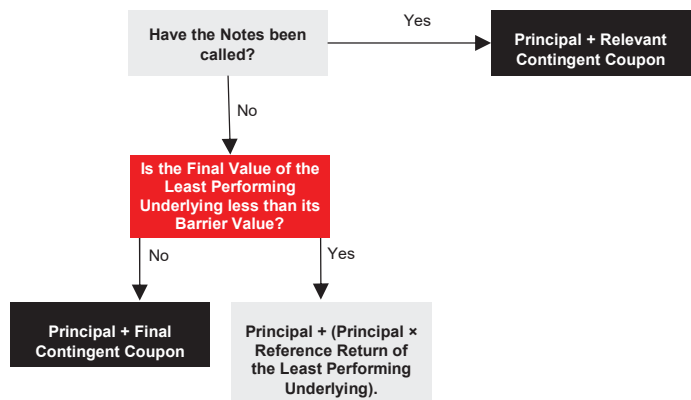 Have the Notes been
called?
Yes
Principal + Relevant
Contingent Coupon
No
Is the Final Value of the
Least Performing
Underlying less than its
Barrier Value?
No
Yes
Principal + Final
Contingent Coupon
Principal + (Principal ×
Reference Return of
the Least Performing
Underlying).